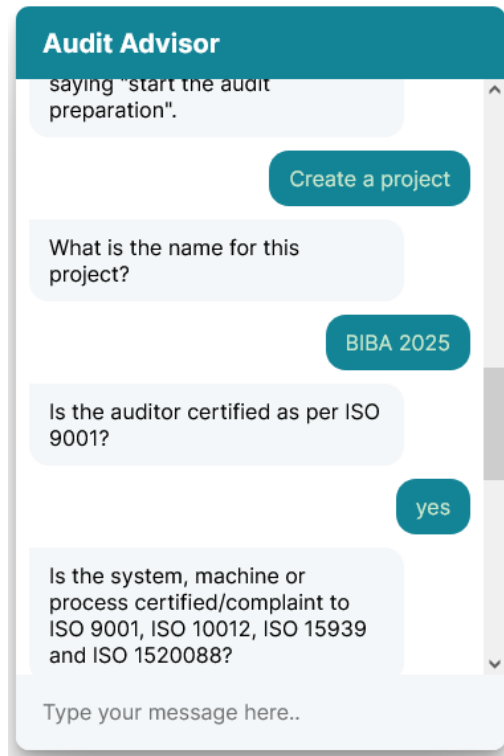 Audit Advisor
saying "start the audit
preparation".
Create a project
What is the name for this
project?
BIBA 2025
Is the auditor certified as per ISO
9001?
yes
Is the system, machine or
process certified/complaint to
ISO 9001, ISO 10012, ISO 15939
and ISO 1520088?
Type your message here..